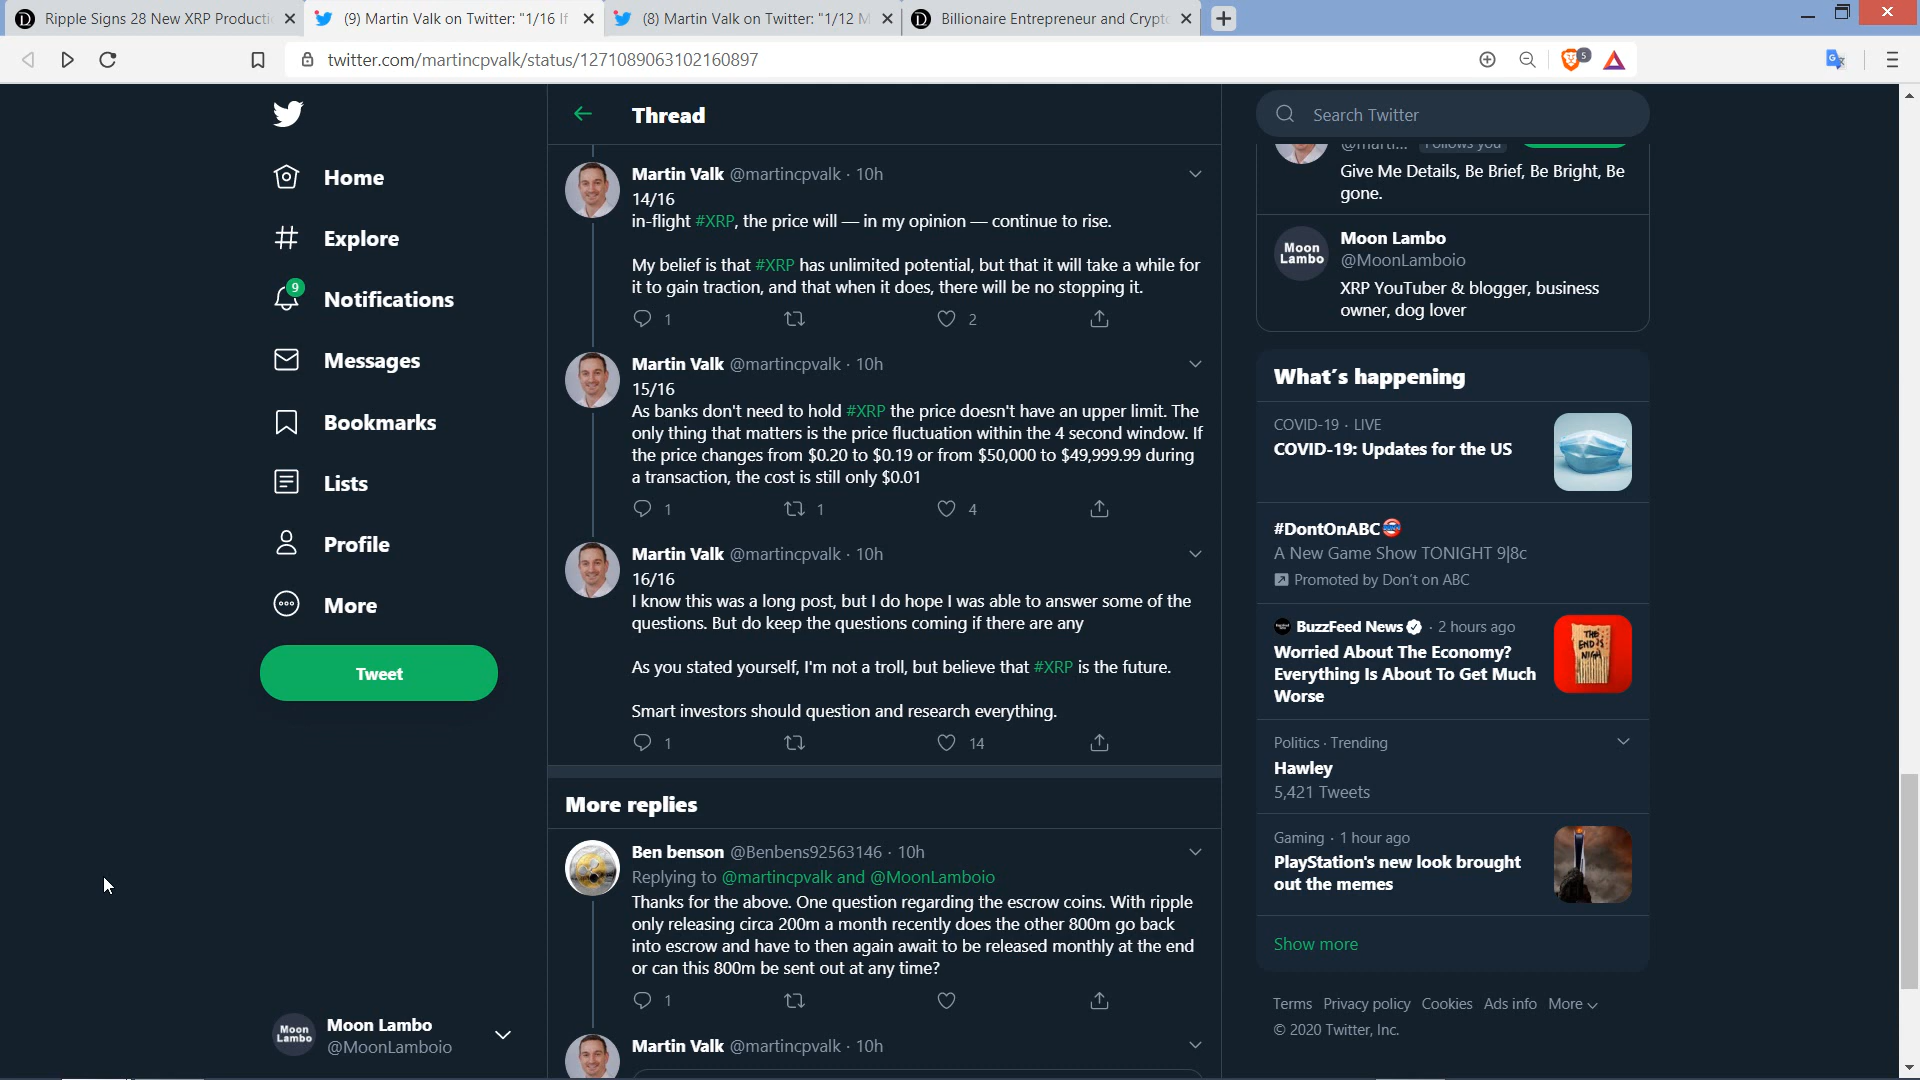 Ripple Signs 28 New XRP Producti
(9) Martin Valk on Twitter: "1/16 If
(8) Martin Valk on Twitter: "1/12 M
Billionaire Entrepreneur and Crypt
twitter.com/martincpvalk/status/1271089063102160897
5
Home
Explore
9
Notifications
Messages
Bookmarks
Lists
Profile
More
Tweet
Moon Lambo
Moon Lambo
@MoonLamboio
Thread
Martin Valk @martincpvalk · 10h
14/16
in-flight #XRP, the price will — in my opinion — continue to rise.
My belief is that #XRP has unlimited potential, but that it will take a while for
it to gain traction, and that when it does, there will be no stopping it.
1 2
Martin Valk @martincpvalk · 10h
15/16
As banks don't need to hold #XRP the price doesn't have an upper limit. The
only thing that matters is the price fluctuation within the 4 second window. If
the price changes from $0.20 to $0.19 or from $50,000 to $49,999.99 during
a transaction, the cost is still only $0.01
1 1 4
Martin Valk @martincpvalk · 10h
16/16
I know this was a long post, but I do hope I was able to answer some of the
questions. But do keep the questions coming if there are any
As you stated yourself, I'm not a troll, but believe that #XRP is the future.
Smart investors should question and research everything.
1 14
More replies
Ben benson @Benbens92563146 · 10h
Replying to @martincpvalk and @MoonLamboio
Thanks for the above. One question regarding the escrow coins. With ripple
only releasing circa 200m a month recently does the other 800m go back
into escrow and have to then again await to be released monthly at the end
or can this 800m be sent out at any time?
1
Martin Valk @martincpvalk · 10h
Search Twitter
@marti... Follows you
Give Me Details, Be Brief, Be Bright, Be
gone.
Moon Lambo
Moon Lambo
@MoonLamboio
XRP YouTuber & blogger, business
owner, dog lover
What's happening
COVID-19 · LIVE
COVID-19: Updates for the US
#DontOnABC
A New Game Show TONIGHT 9|8c
Promoted by Don't on ABC
BuzzFeed News · 2 hours ago
Worried About The Economy?
Everything Is About To Get Much
Worse
THE
END IS
NIGH
Politics · Trending
Hawley
5,421 Tweets
Gaming · 1 hour ago
PlayStation's new look brought
out the memes
Show more
Terms Privacy policy Cookies Ads info More
© 2020 Twitter, Inc.